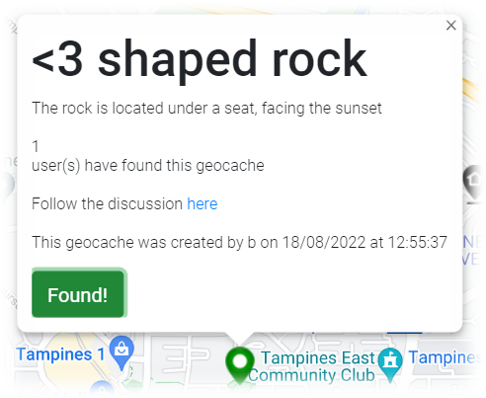 <3 shaped rock
The rock is located under a seat, facing the sunset
1
user(s) have found this geocache
Follow the discussion here
This geocache was created by b on 18/08/2022 at 12:55:37
Found!
Tampines 1
Tampines East
Community Club
Tampines